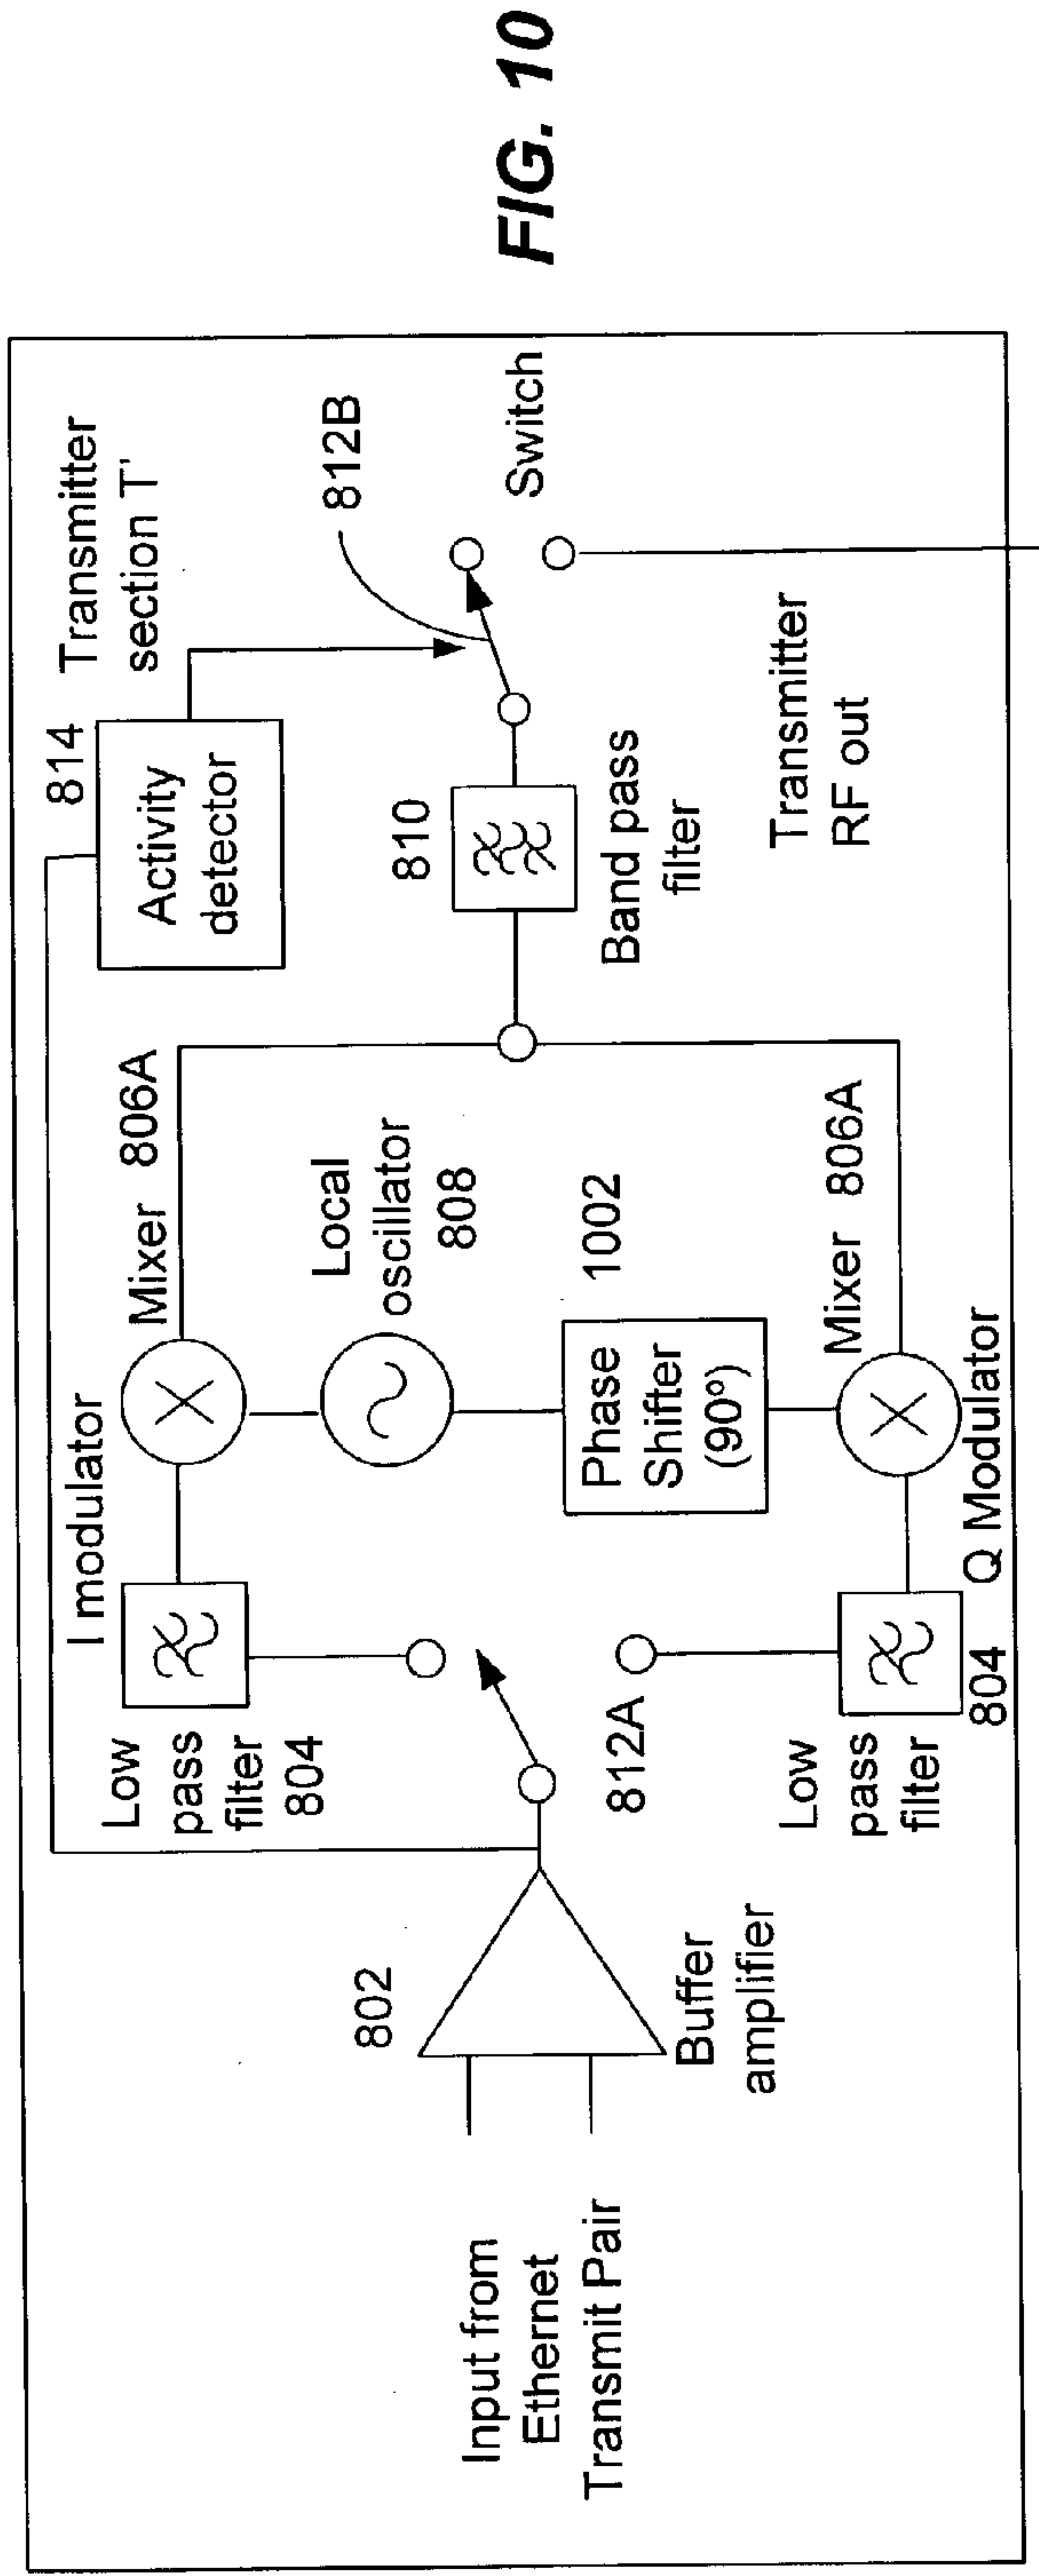 Transmitter
section T'
814
Activity
detector
I modulator
Mixer 806A
Low
pass
filter
804
812B
Switch
Local
oscillator
808
810
Band pass
filter
802
Buffer
amplifier
Input from
Ethernet
Transmit Pair
812A
1002
Phase
Shifter
(90º)
Transmitter
RF out
Mixer 806A
Low
pass
filter
804
Q Modulator
FIG. 10